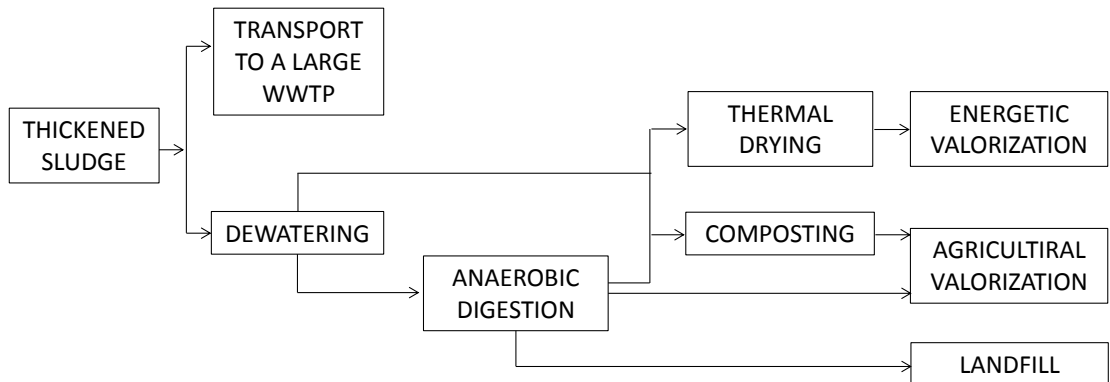 TRANSPORT
TO A LARGE
WWTP
THICKENED
SLUDGE
THERMAL
DRYING
ENERGETIC
VALORIZATION
DEWATERING
COMPOSTING
AGRICULTIRAL
VALORIZATION
ANAEROBIC
DIGESTION
LANDFILL